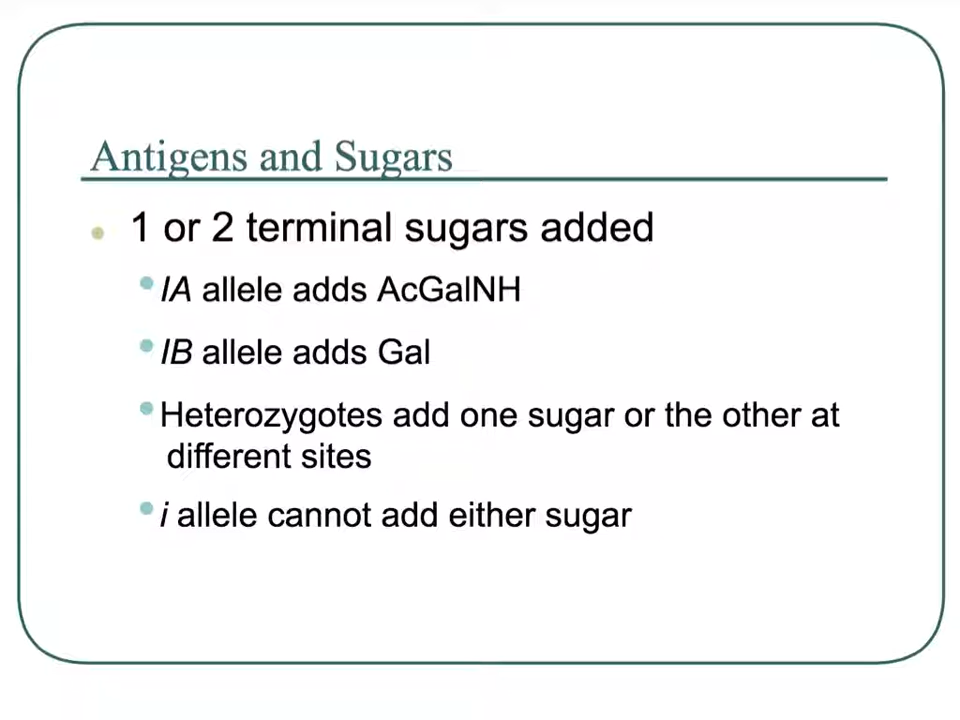 Antigens and Sugars
1 or 2 terminal sugars added
IA allele adds AcGalNH
IB allele adds Gal
Heterozygotes add one sugar or the other at
different sites
i allele cannot add either sugar